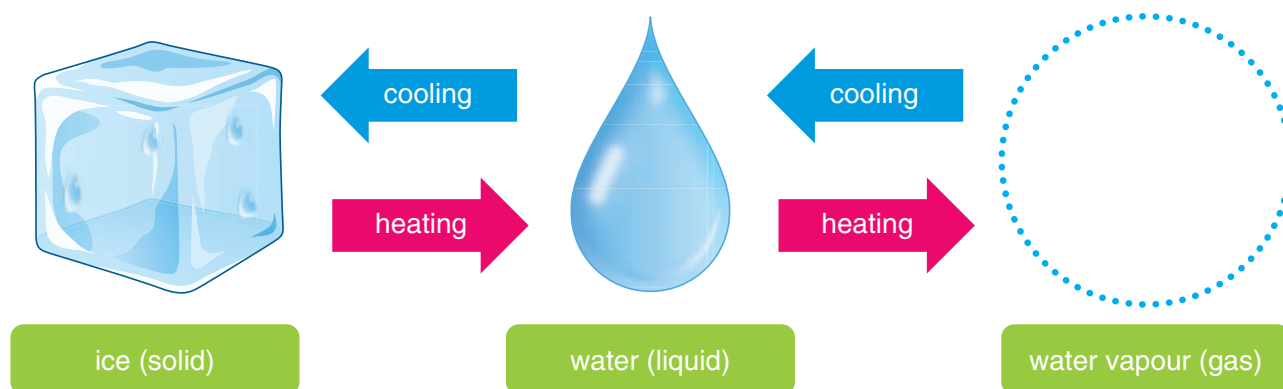 cooling
cooling
heating
heating
ice (solid)
water (liquid)
water vapour (gas)